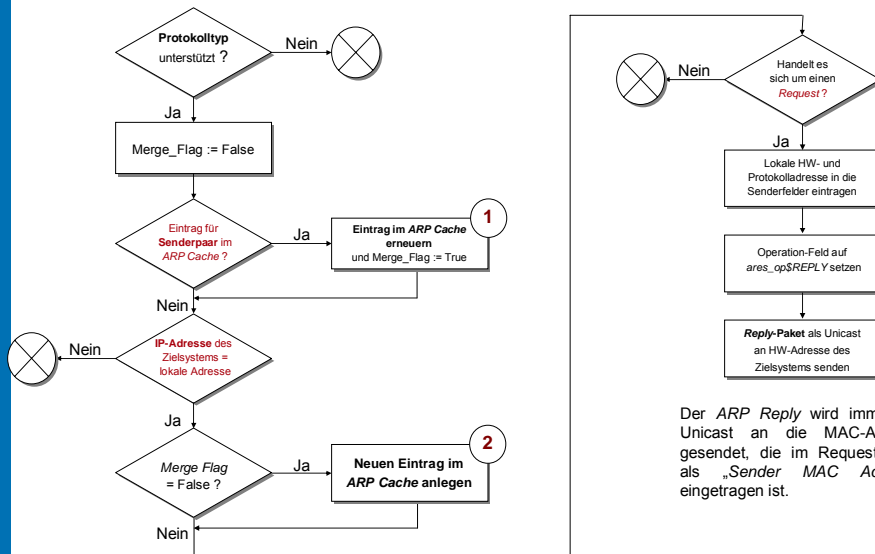 Protokolltyp
unterstützt ?
Nein
Ja
Merge_Flag := False
Eintrag für
Senderpaar im
ARP Cache ?
Ja
1
Eintrag im ARP Cache
erneuern
und Merge_Flag := True
Nein
IP-Adresse des
Zielsystems =
lokale Adresse
Nein
Ja
Merge Flag
= False ?
Ja
2
Neuen Eintrag im
ARP Cache anlegen
Nein
Handelt es
sich um einen
Request ?
Nein
Ja
Lokale HW- und
Protokolladresse in die
Senderfelder eintragen
Operation-Feld auf
ares_op$REPLY setzen
Reply-Paket als Unicast
an HW-Adresse des
Zielsystems senden
Der ARP Reply wird imm
Unicast an die MAC-A
gesendet, die im Request
als „Sender MAC Ad
eingetragen ist.